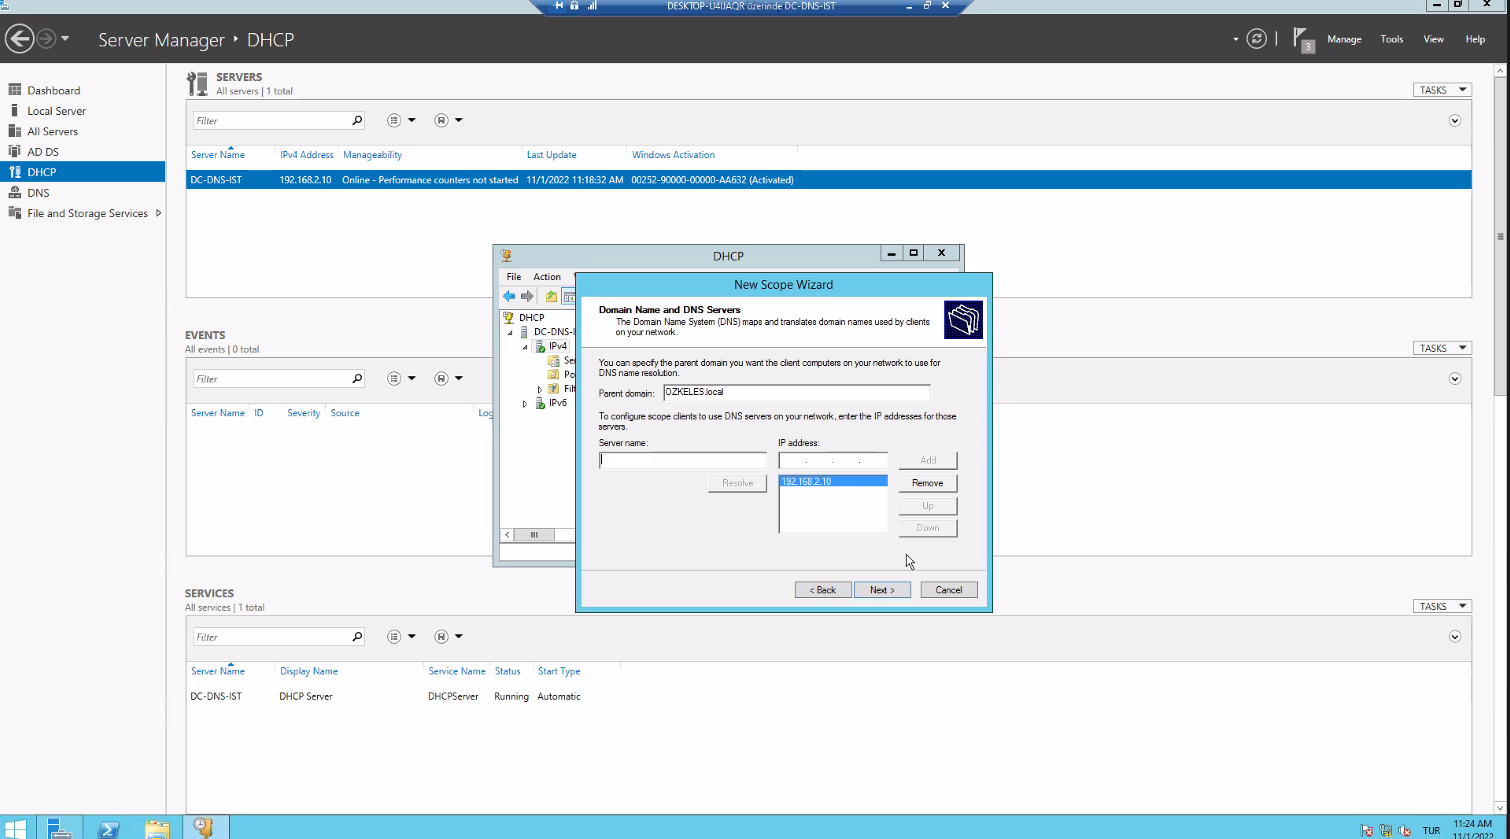 DESKTOP-U4IJAQR üzerinde DC-DNS-IST
Server Manager ‣ DHCP
3
Manage
Tools
View
Help
Dashboard
Local Server
All Servers
AD DS
DHCP
DNS
File and Storage Services
SERVERS
All servers | 1 total
TASKS
Filter
Server Name IPv4 Address Manageability Last Update Windows Activation
DC-DNS-IST 192.168.2.10 Online - Performance counters not started 11/1/2022 11:18:32 AM 00252-90000-00000-AA632 (Activated)
EVENTS
All events | 0 total
TASKS
Filter
Server Name ID Severity Source Log
DHCP
File Action
DHCP
DC-DNS-I
IPv4
Se
Po
Filt
IPv6
New Scope Wizard
Domain Name and DNS Servers
The Domain Name System (DNS) maps and translates domain names used by clients
on your network.
You can specify the parent domain you want the client computers on your network to use for
DNS name resolution.
Parent domain: OZKELES.local
To configure scope clients to use DNS servers on your network, enter the IP addresses for those
servers.
Server name: IP address:
. . . Add
Resolve 192.168.2.10 Remove
Up
Down
< Back Next > Cancel
SERVICES
All services | 1 total
TASKS
Filter
Server Name Display Name Service Name Status Start Type
DC-DNS-IST DHCP Server DHCPServer Running Automatic
TUR
11:24 AM
11/1/2022